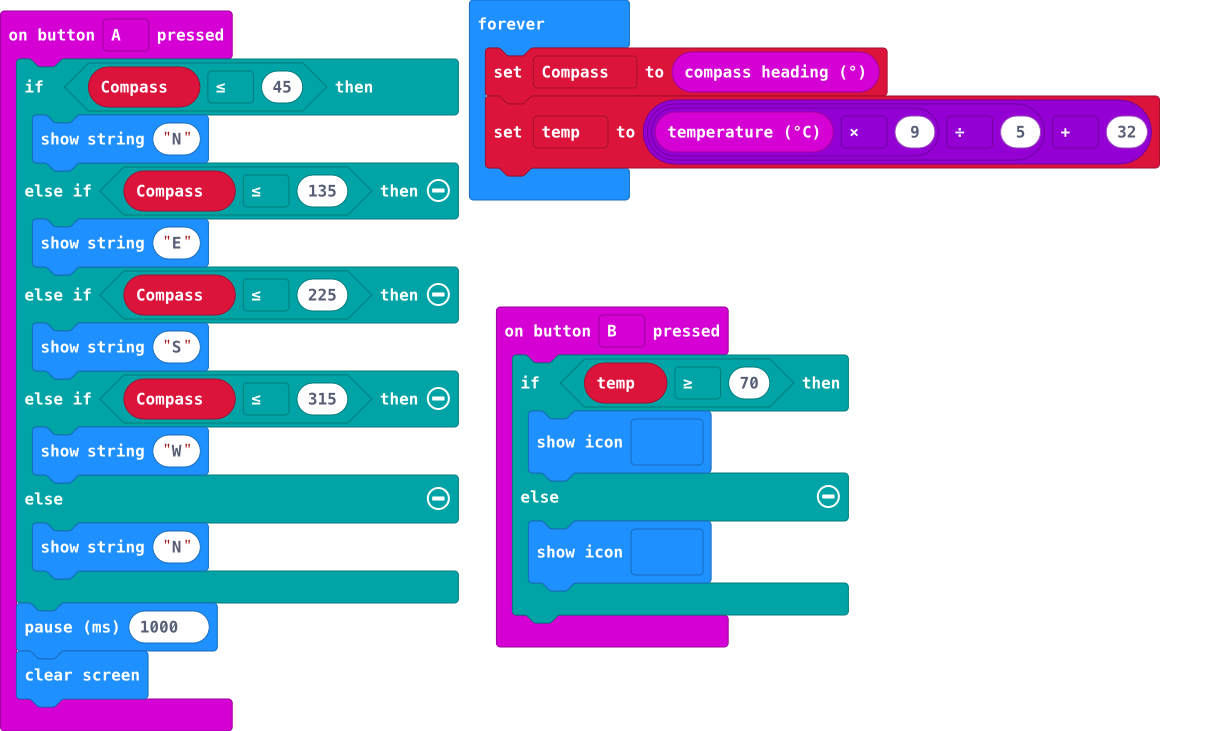 on button A pressed
if Compass ≤ 45 then
show string "N"
else if Compass ≤ 135 then
show string "E"
else if Compass ≤ 225 then
show string "S"
else if Compass ≤ 315 then
show string "W"
else
show string "N"
pause (ms) 1000
clear screen
forever
set Compass to compass heading (°)
set temp to temperature (°C) × 9 ÷ 5 + 32
on button B pressed
if temp ≥ 70 then
show icon
else
show icon